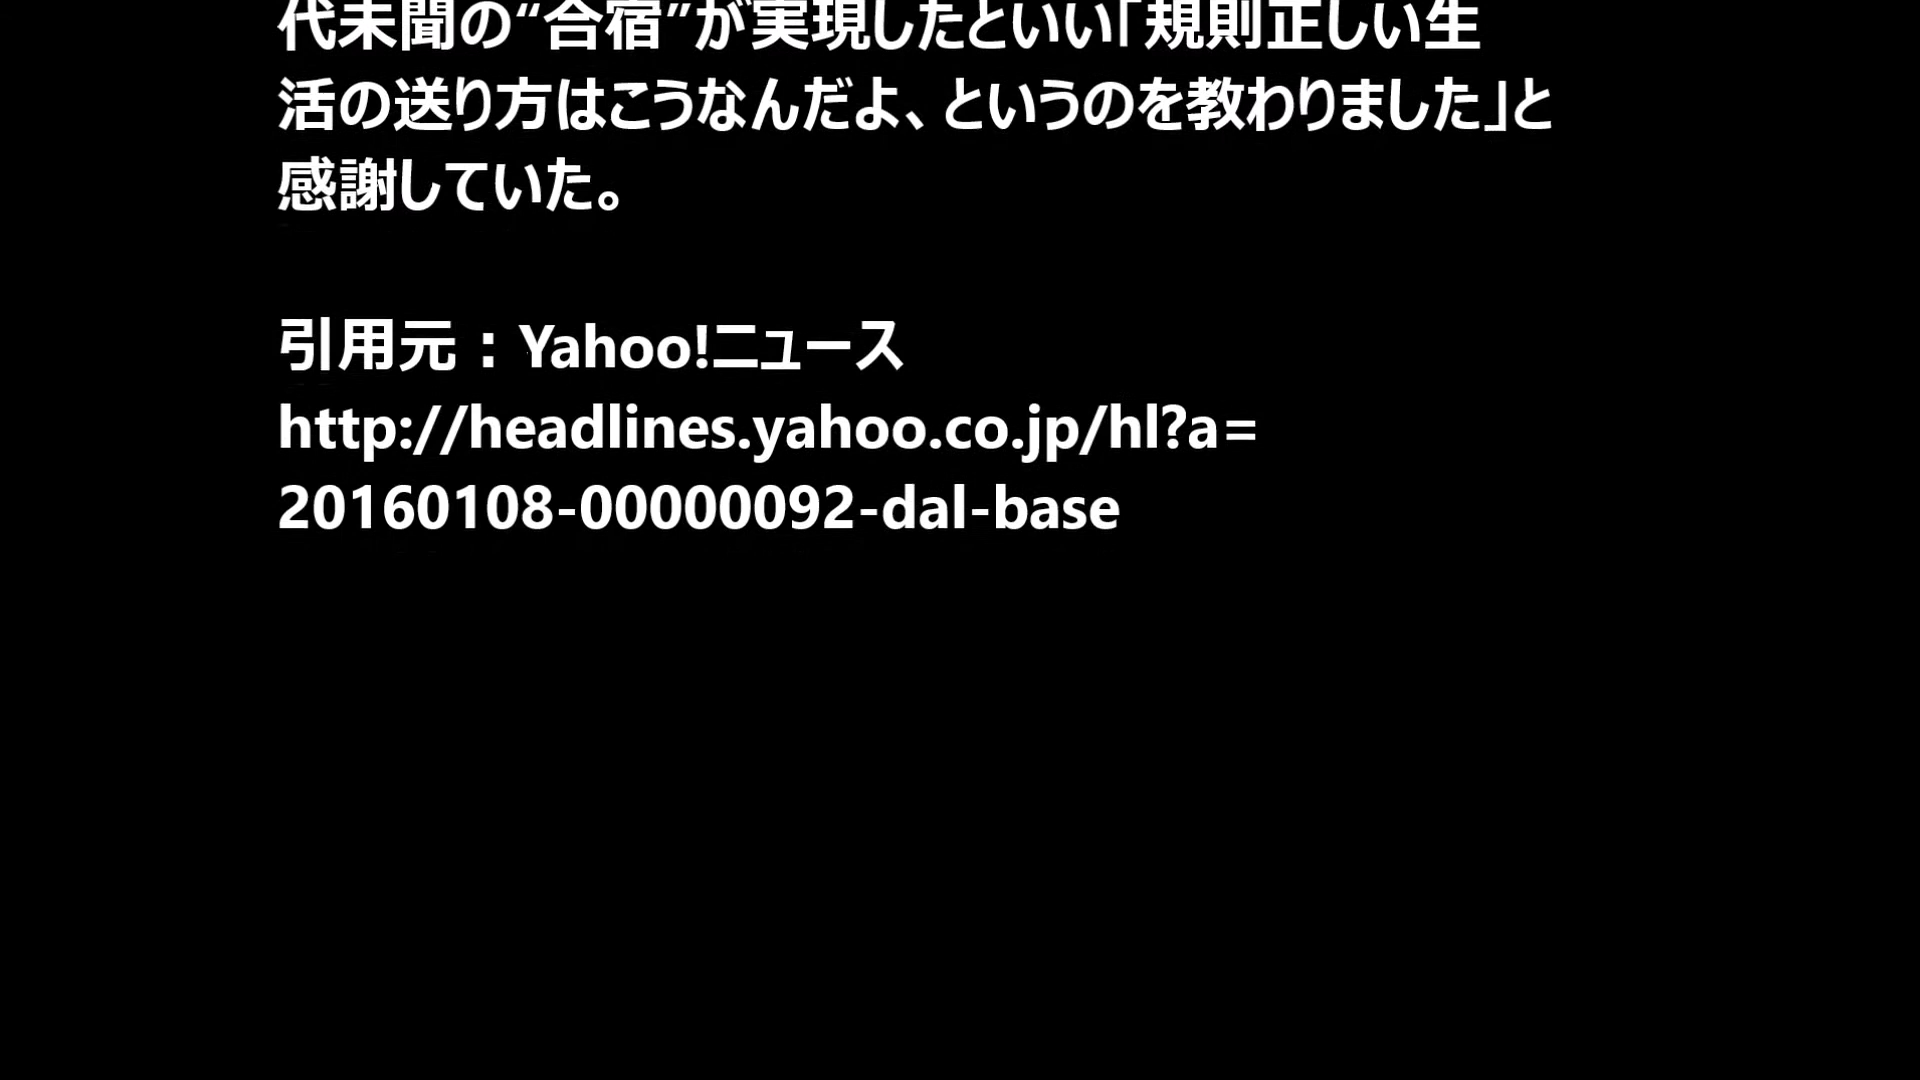 代未聞の“合宿”が実現したといい「規則正しい生
活の送り方はこうなんだよ、というのを教わりました」と
感謝していた。
引用元：Yahoo!ニュース
http://headlines.yahoo.co.jp/hl?a=
20160108-00000092-dal-base